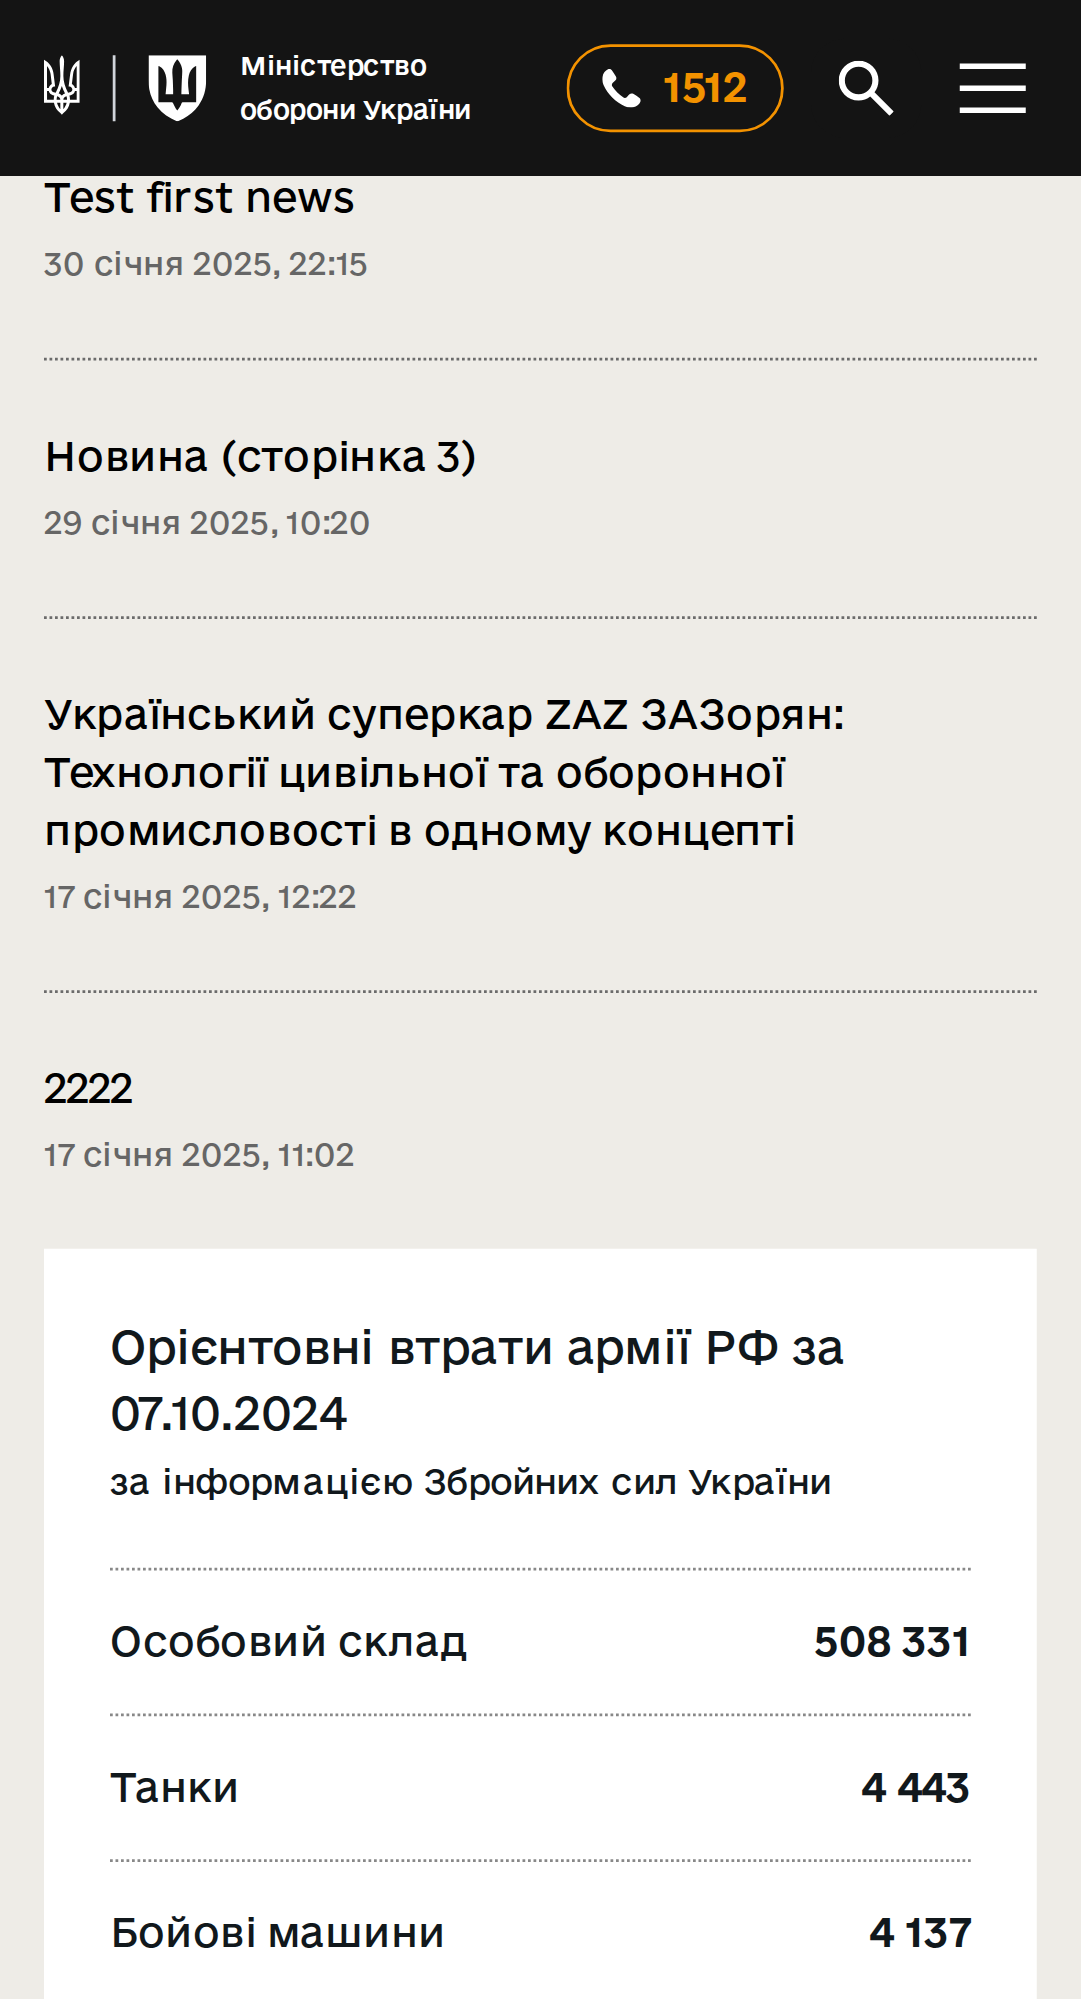 Міністерство
оборони України
1512
Test first news
30 січня 2025, 22:15
Новина (сторінка 3)
29 січня 2025, 10:20
Український суперкар ZAZ ЗАЗорян:
Технології цивільної та оборонної
промисловості в одному концепті
17 січня 2025, 12:22
2222
17 січня 2025, 11:02
Орієнтовні втрати армії РФ за
07.10.2024
за інформацією Збройних сил України
Особовий склад 508 331
Танки 4 443
Бойові машини 4 137